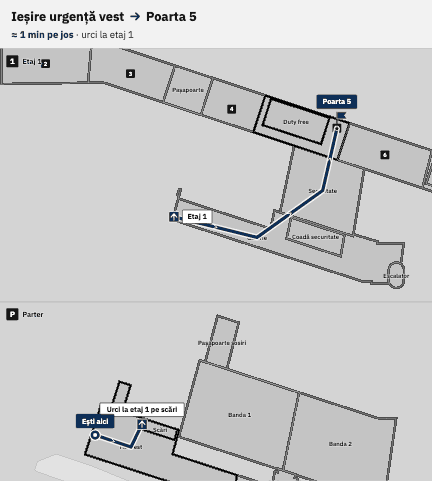 Ieșire urgență vest → Poarta 5
≈ 1 min pe jos · urci la etaj 1
1 Etaj 1
2
3
Pașapoarte
4
Duty free
Poarta 5
6
Securitate
Etaj 1
Coadă securitate
Escalator
P Parter
Pașapoarte sosiri
Banda 1
Banda 2
Urci la etaj 1 pe scări
Ești aici
Scări